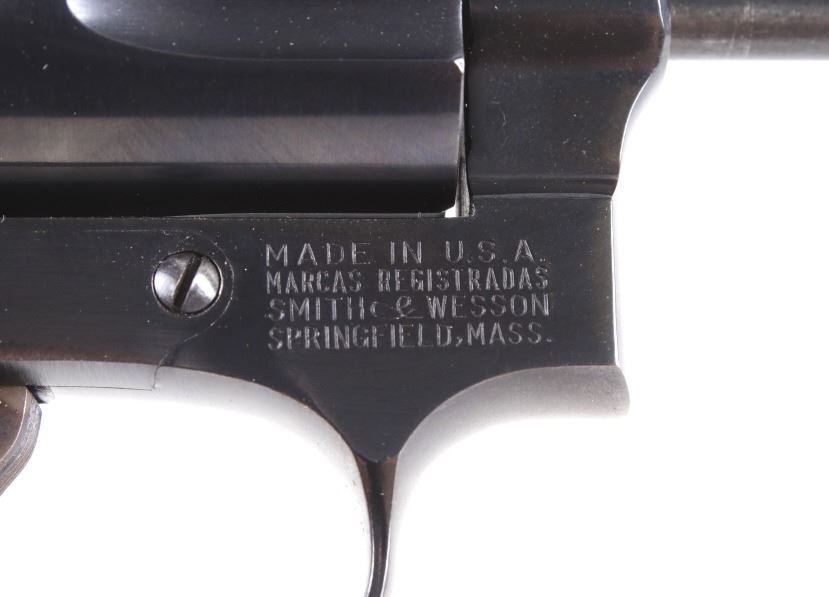 MADE IN U.S.A.
MARCAS REGISTRADAS
SMITH & WESSON
SPRINGFIELD, MASS.